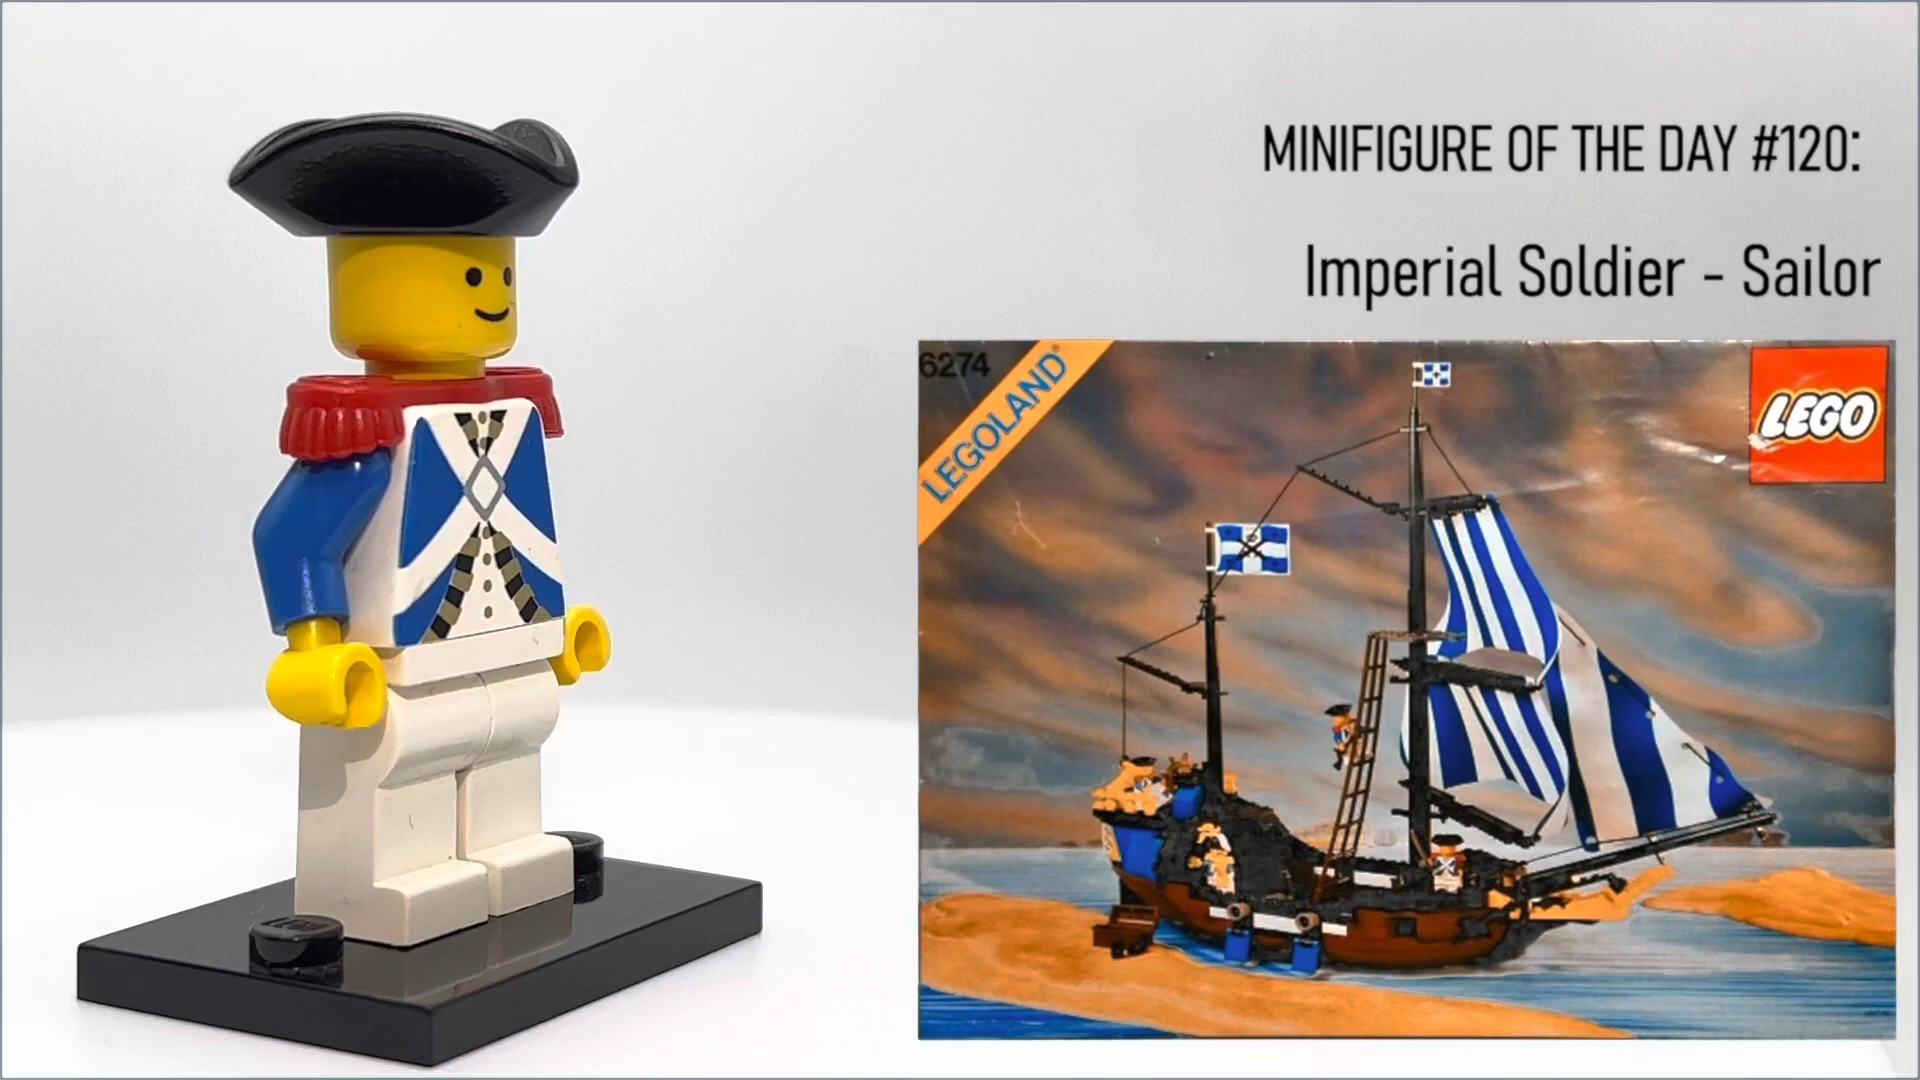 MINIFIGURE OF THE DAY #120:
Imperial Soldier - Sailor
6274
LEGOLAND®
LEGO